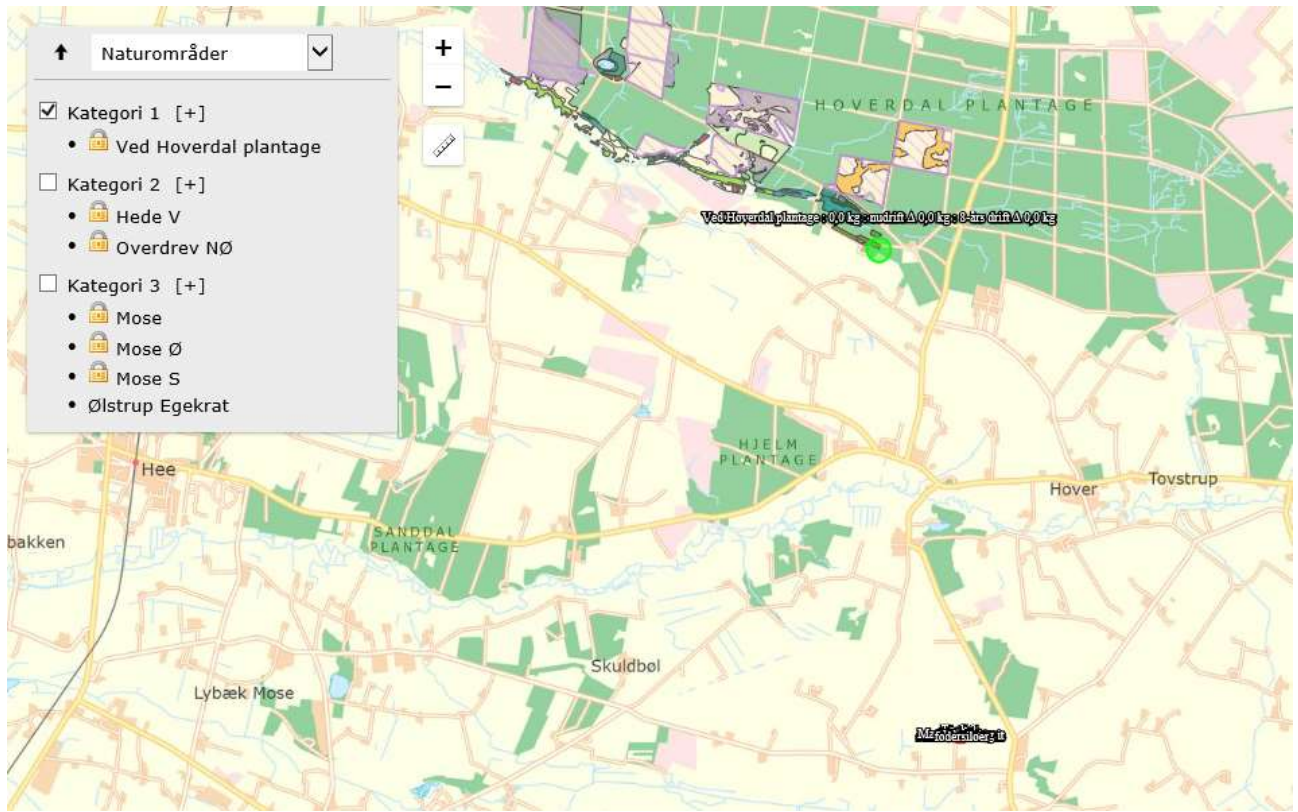 Naturområder
Kategori 1 [+]
Ved Hoverdal plantage
Kategori 2 [+]
Hede V
Overdrev NØ
Kategori 3 [+]
Mose
Mose Ø
Mose S
Ølstrup Egekrat
+
−
HOVERDAL PLANTAGE
Ved Hoverdal plantage : 0,0 kg : nudrift Δ 0,0 kg : 8-års drift Δ 0,0 kg
HJELM
PLANTAGE
Hee
Hover
Tovstrup
SANDDAL
PLANTAGE
bakken
Skuldbøl
Lybæk Mose